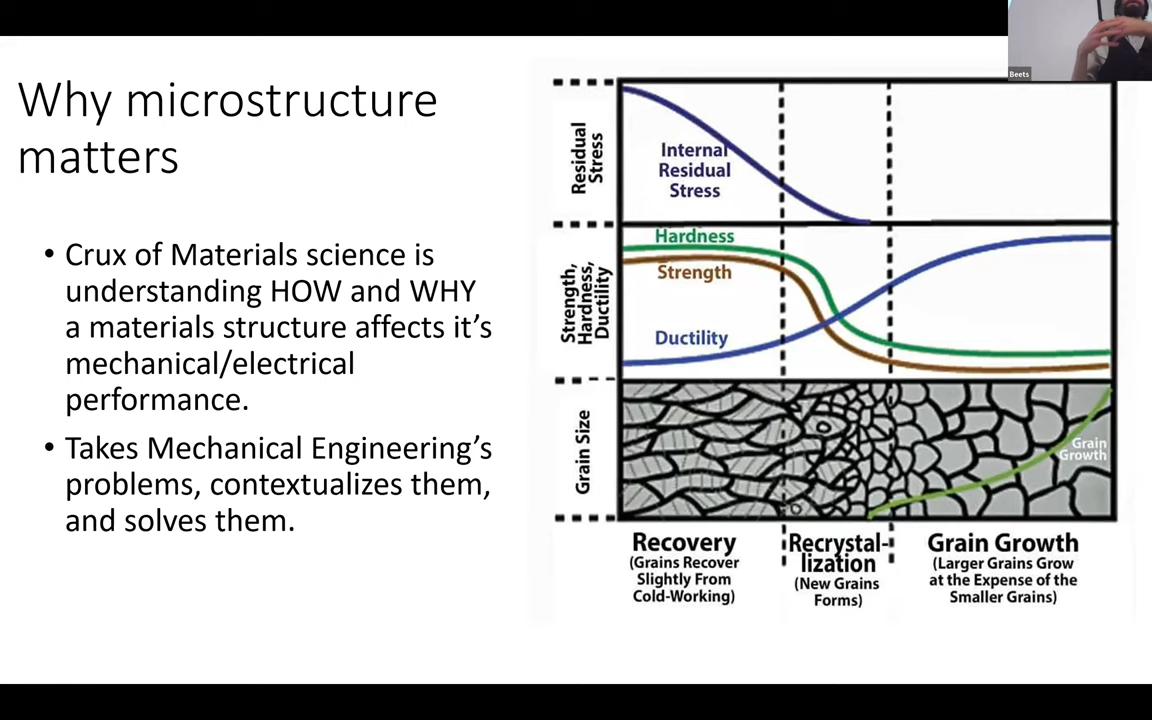 Beets
Why microstructure
matters
• Crux of Materials science is
understanding HOW and WHY
a materials structure affects it’s
mechanical/electrical
performance.
• Takes Mechanical Engineering’s
problems, contextualizes them,
and solves them.
Residual
Stress
Internal
Residual
Stress
Strength,
Hardness,
Ductility
Hardness
Strength
Ductility
Grain Size
Grain
Growth
Recovery
(Grains Recover
Slightly From
Cold-Working)
Recrystal-
lization
(New Grains
Forms)
Grain Growth
(Larger Grains Grow
at the Expense of the
Smaller Grains)